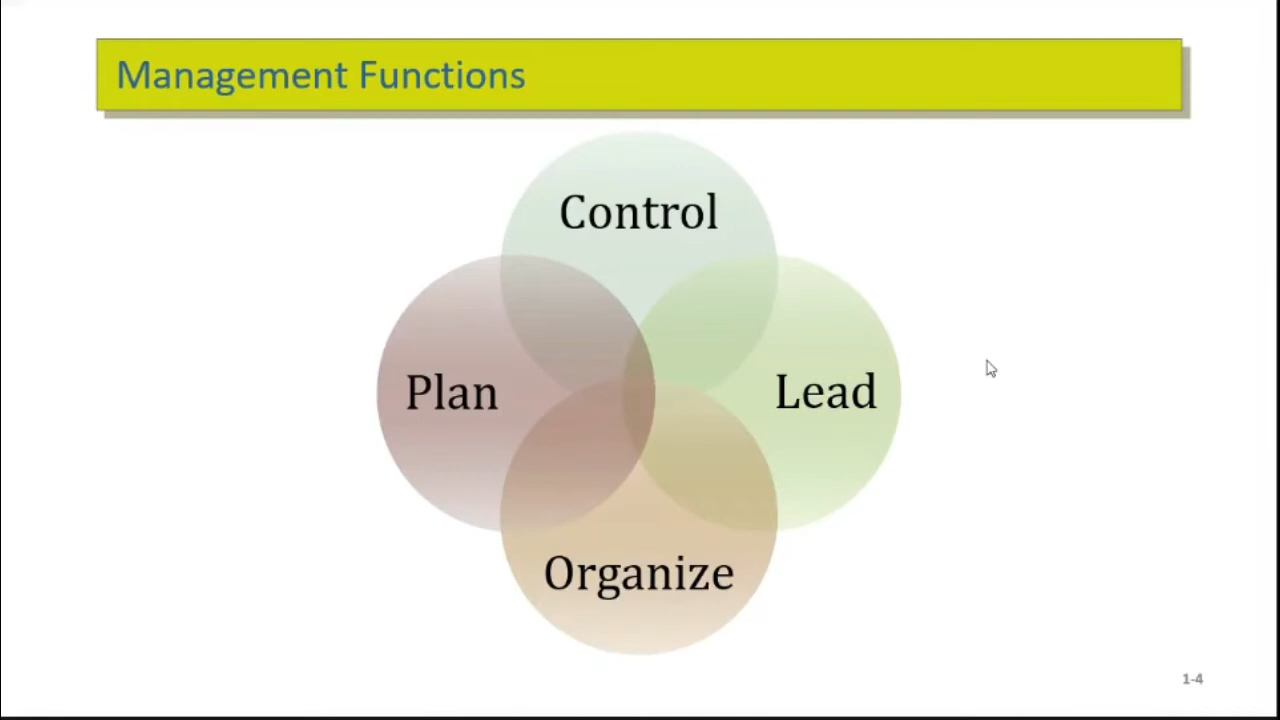 Management Functions
Control
Plan
Lead
Organize
1-4